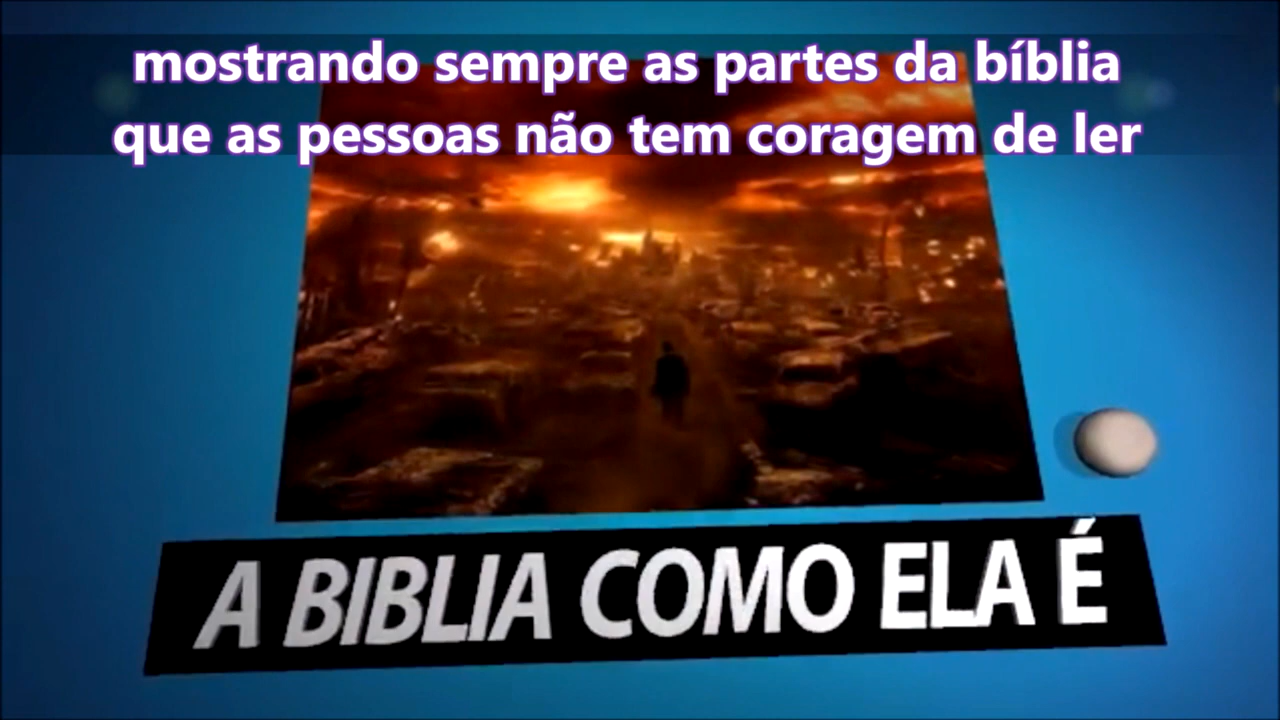 mostrando sempre as partes da bíblia
que as pessoas não tem coragem de ler
A BIBLIA COMO ELA É